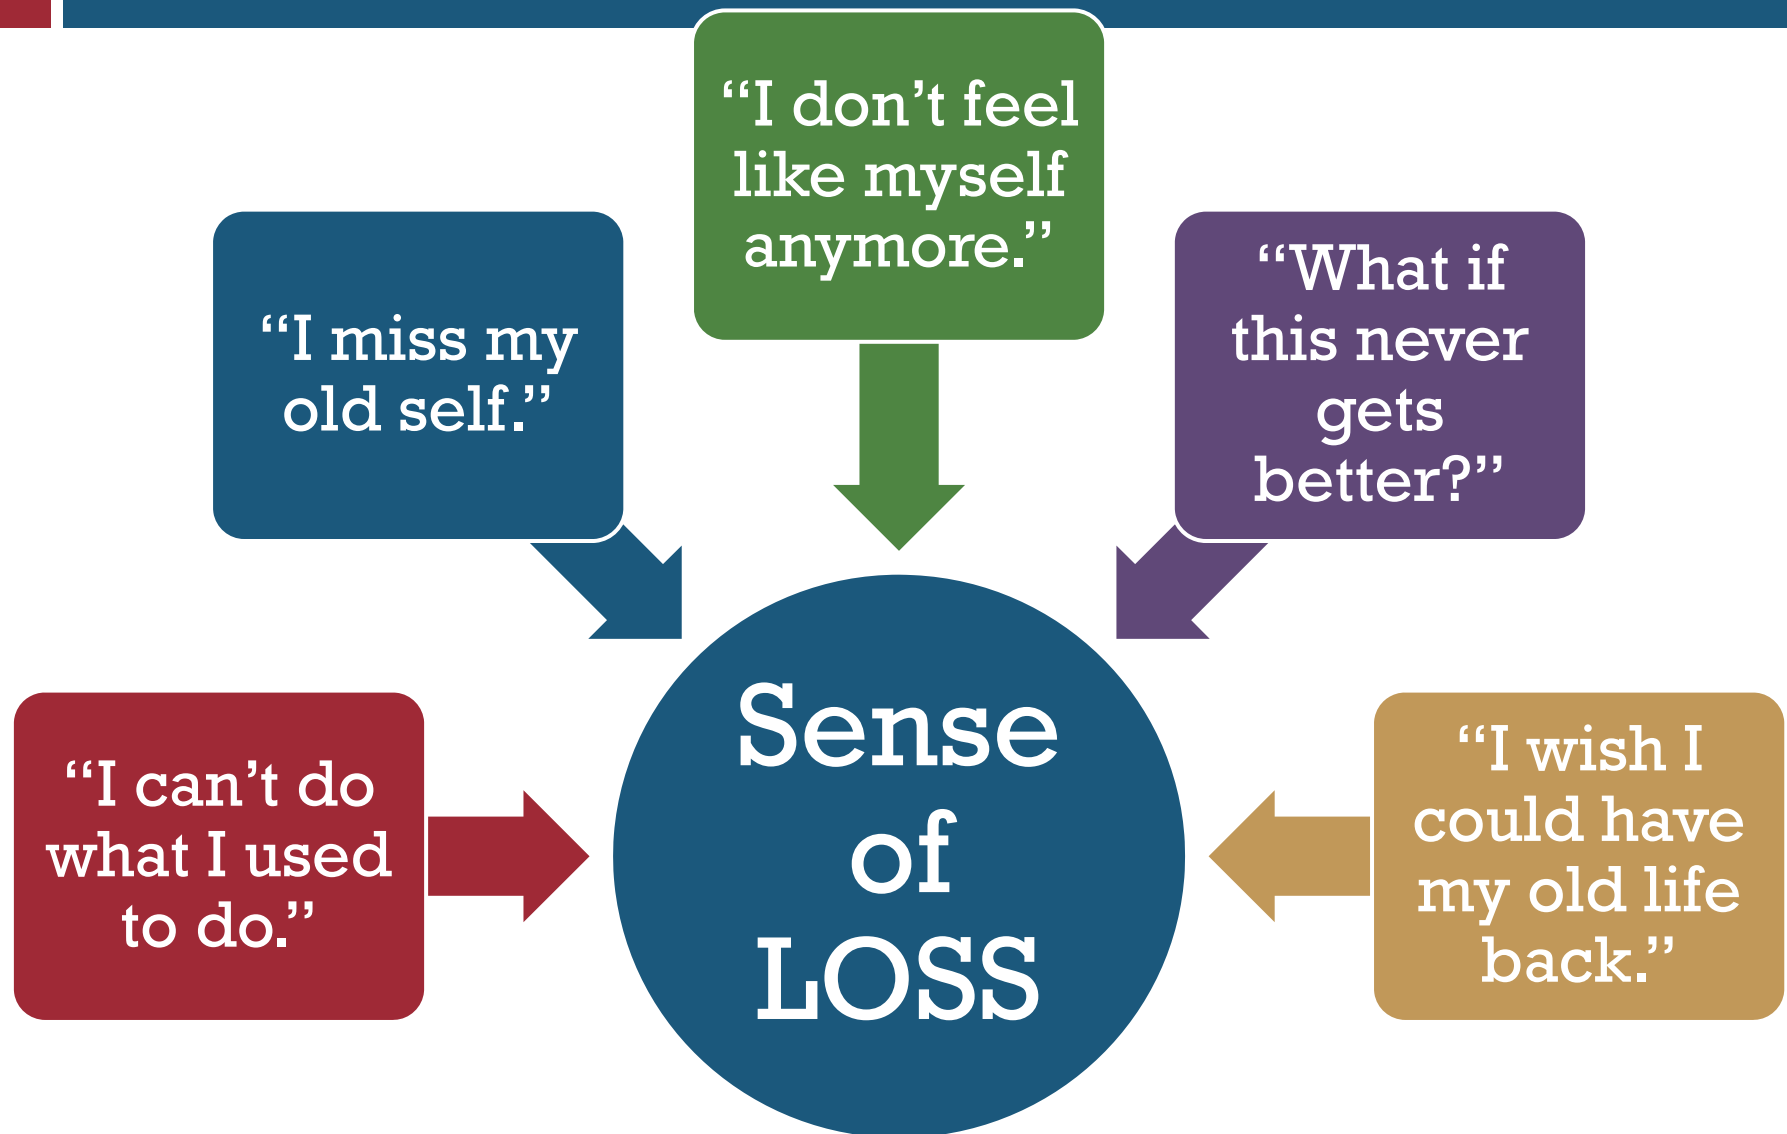 “I don’t feel
like myself
anymore.”
“I miss my
old self.”
“What if
this never
gets
better?”
“I can’t do
what I used
to do.”
Sense
of
LOSS
“I wish I
could have
my old life
back.”